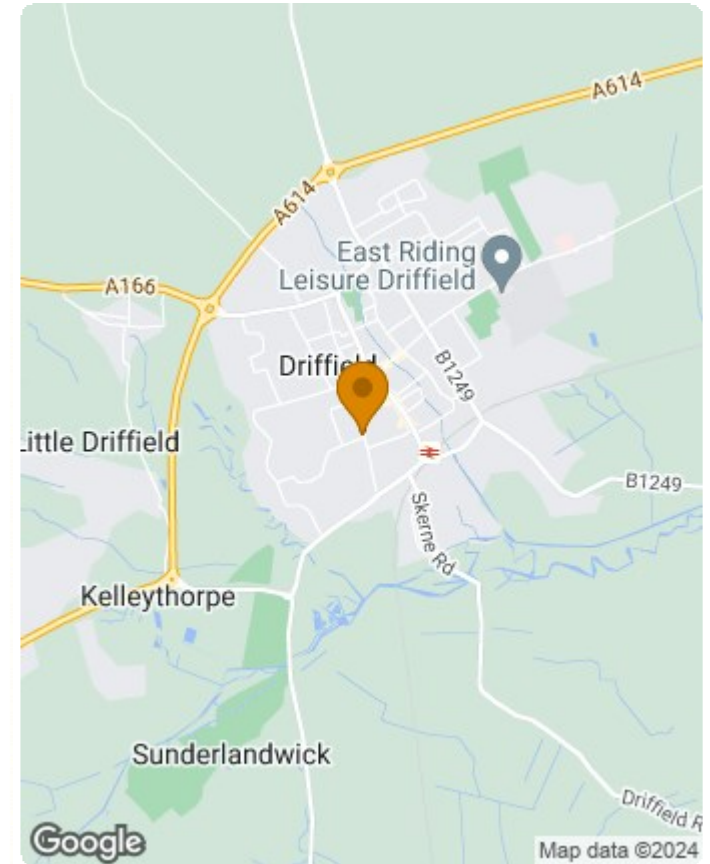 A614
A614
East Riding
Leisure Driffield
A166
Driffield
B1249
Little Driffield
B1249
Skerne Rd
Kelleythorpe
Sunderlandwick
Driffield R
Google
Map data ©2024